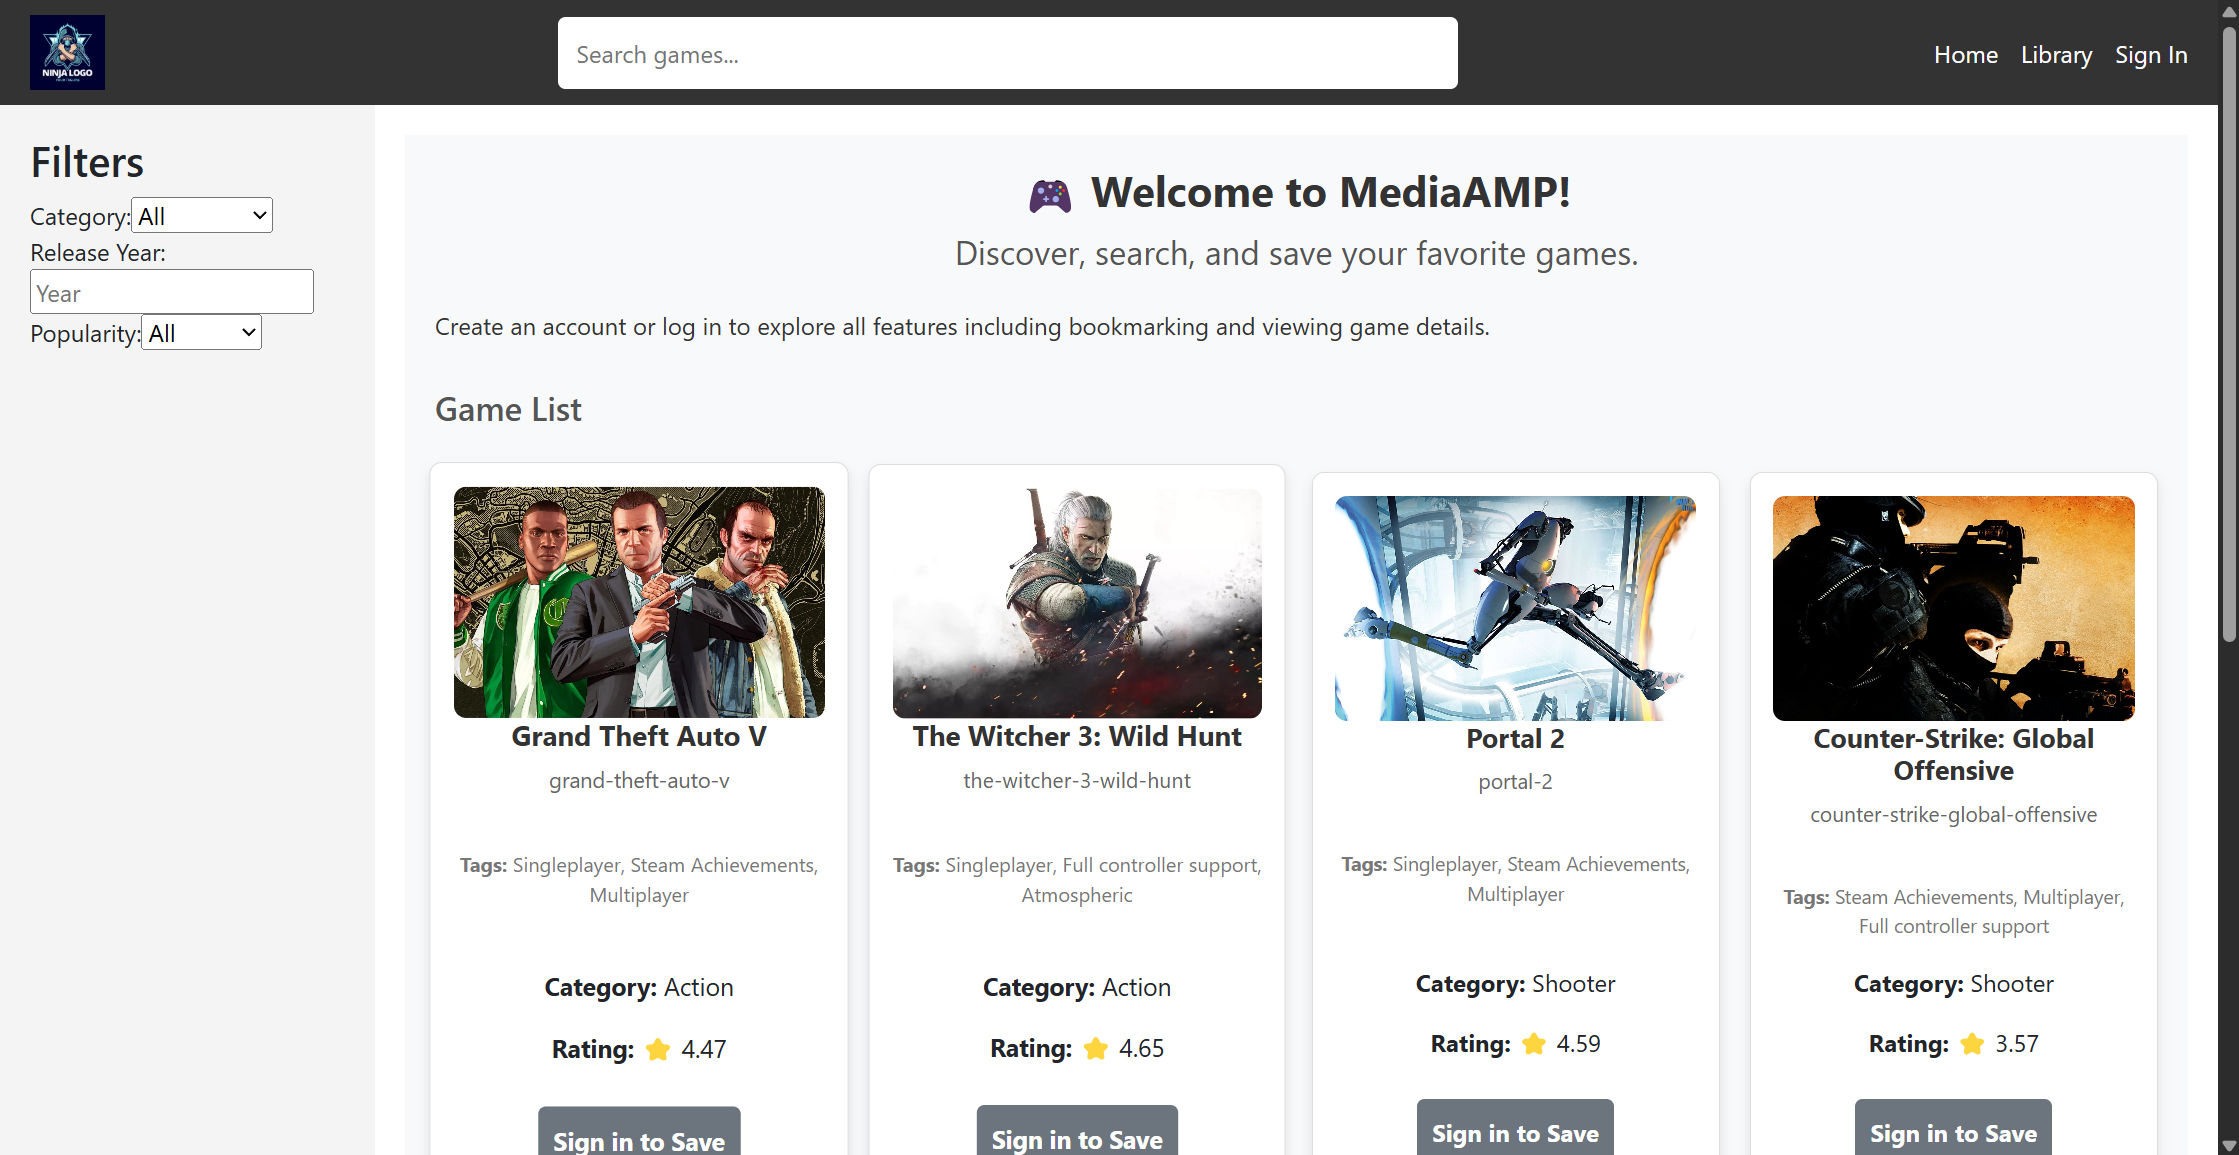 NINJA LOGO
Search games...
Home Library Sign In
Filters
Category: All
Release Year:
Year
Popularity: All
Welcome to MediaAMP!
Discover, search, and save your favorite games.
Create an account or log in to explore all features including bookmarking and viewing game details.
Game List
Grand Theft Auto V
grand-theft-auto-v
Tags: Singleplayer, Steam Achievements,
Multiplayer
Category: Action
Rating: ⭐ 4.47
Sign in to Save
The Witcher 3: Wild Hunt
the-witcher-3-wild-hunt
Tags: Singleplayer, Full controller support,
Atmospheric
Category: Action
Rating: ⭐ 4.65
Sign in to Save
Portal 2
portal-2
Tags: Singleplayer, Steam Achievements,
Multiplayer
Category: Shooter
Rating: ⭐ 4.59
Sign in to Save
Counter-Strike: Global
Offensive
counter-strike-global-offensive
Tags: Steam Achievements, Multiplayer,
Full controller support
Category: Shooter
Rating: ⭐ 3.57
Sign in to Save